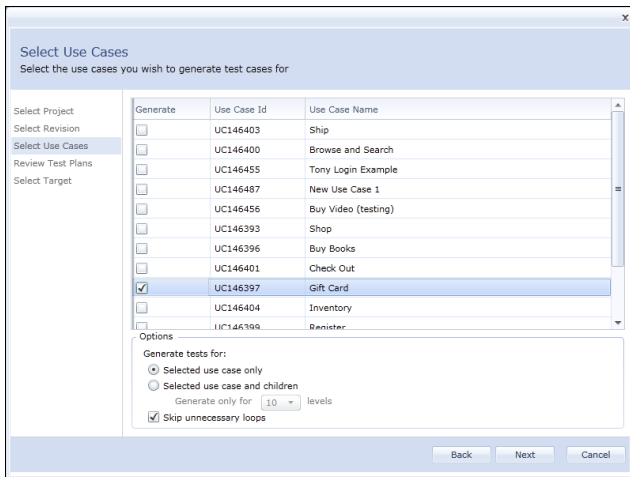 x
Select Use Cases
Select the use cases you wish to generate test cases for
Select Project
Select Revision
Select Use Cases
Review Test Plans
Select Target
Generate Use Case Id Use Case Name
UC146403 Ship
UC146400 Browse and Search
UC146455 Tony Login Example
UC146487 New Use Case 1
UC146456 Buy Video (testing)
UC146393 Shop
UC146396 Buy Books
UC146401 Check Out
UC146397 Gift Card
UC146404 Inventory
UC146399 Register
Options
Generate tests for:
Selected use case only
Selected use case and children
Generate only for 10 levels
Skip unnecessary loops
Back Next Cancel